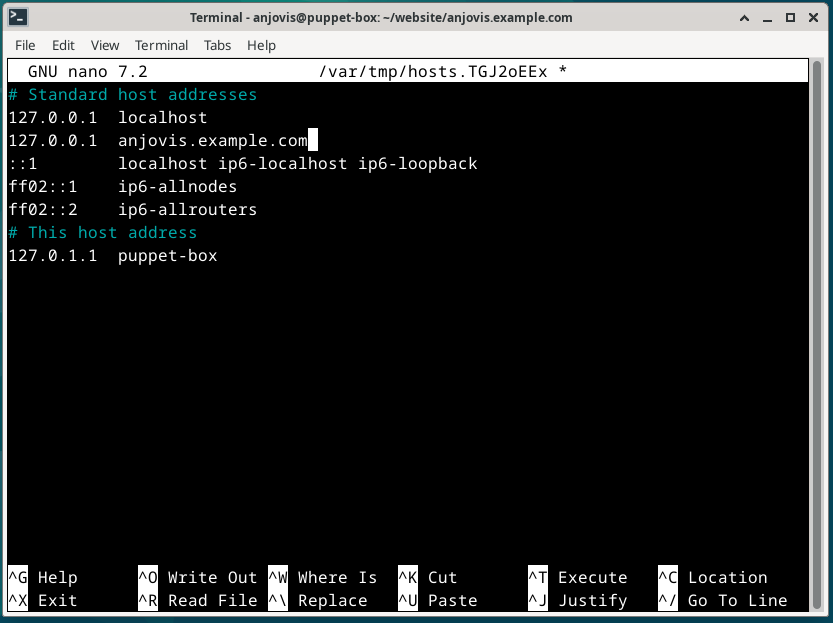 Terminal - anjovis@puppet-box: ~/website/anjovis.example.com
File Edit View Terminal Tabs Help
GNU nano 7.2 /var/tmp/hosts.TGJ2oEEx *
# Standard host addresses
127.0.0.1 localhost
127.0.0.1 anjovis.example.com
::1 localhost ip6-localhost ip6-loopback
ff02::1 ip6-allnodes
ff02::2 ip6-allrouters
# This host address
127.0.1.1 puppet-box
^G Help ^O Write Out ^W Where Is ^K Cut ^T Execute ^C Location
^X Exit ^R Read File ^\ Replace ^U Paste ^J Justify ^/ Go To Line